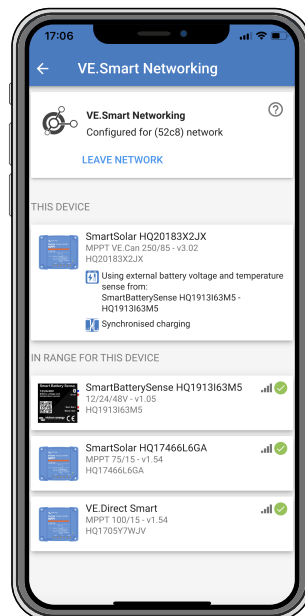 17:06
VE.Smart Networking
VE.Smart Networking
Configured for (52c8) network
LEAVE NETWORK
THIS DEVICE
SmartSolar HQ20183X2JX
MPPT VE.Can 250/85 - v3.02
HQ20183X2JX
Using external battery voltage and temperature
sense from:
SmartBatterySense HQ1913I63M5 -
HQ1913I63M5
Synchronised charging
IN RANGE FOR THIS DEVICE
Smart Battery Sense
SmartBatterySense HQ1913I63M5
12/24/48V - v1.05
HQ1913I63M5
SmartSolar HQ17466L6GA
MPPT 75/15 - v1.54
HQ17466L6GA
VE.Direct Smart
MPPT 100/15 - v1.54
HQ1705Y7WJV